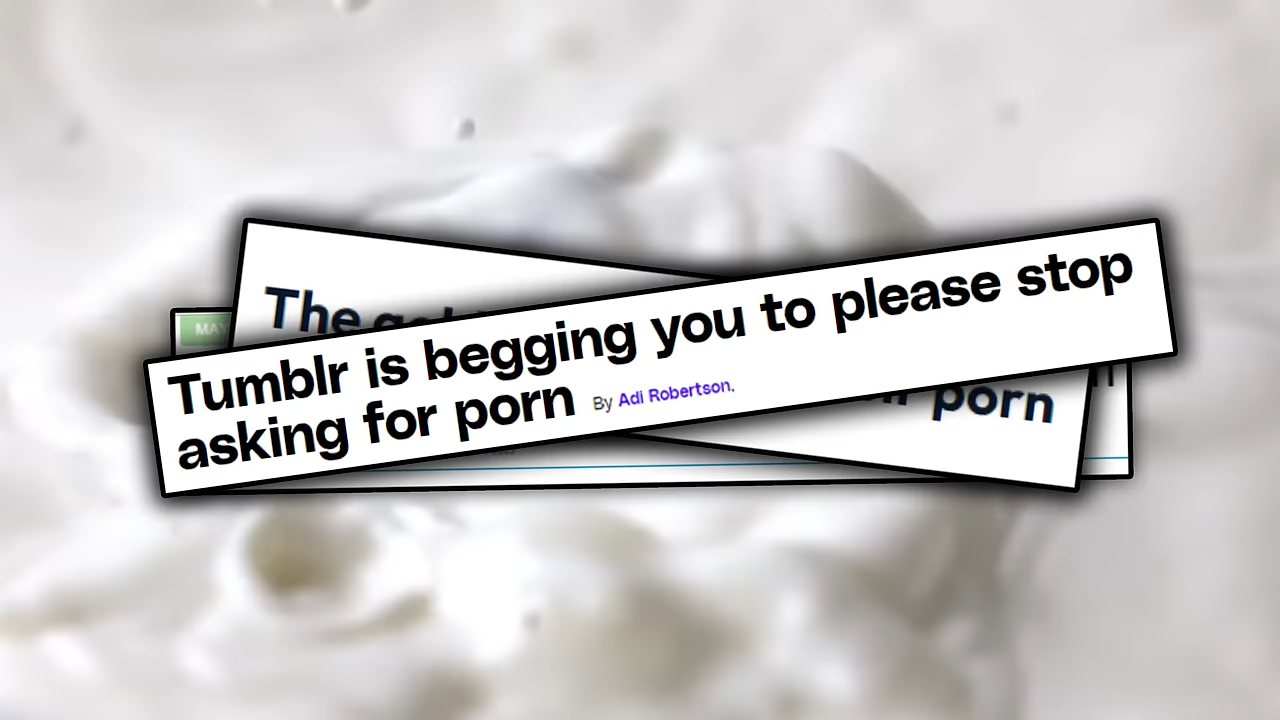 The
Tumblr is begging you to please stop
asking for porn By Adi Robertson,
porn